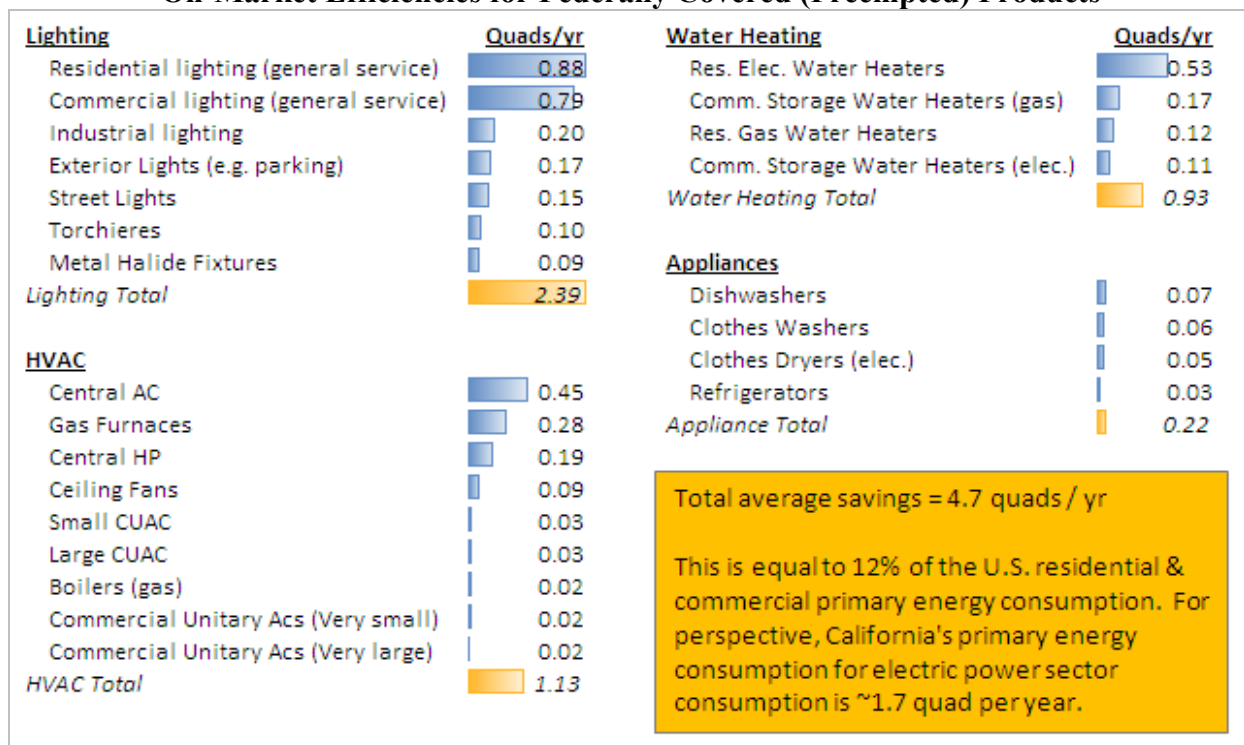 On-Market Efficiencies for Federally Covered (Preempted) Products
Lighting Quads/yr
Residential lighting (general service) 0.88
Commercial lighting (general service) 0.79
Industrial lighting 0.20
Exterior Lights (e.g. parking) 0.17
Street Lights 0.15
Torchieres 0.10
Metal Halide Fixtures 0.09
Lighting Total 2.39
HVAC
Central AC 0.45
Gas Furnaces 0.28
Central HP 0.19
Ceiling Fans 0.09
Small CUAC 0.03
Large CUAC 0.03
Boilers (gas) 0.02
Commercial Unitary Acs (Very small) 0.02
Commercial Unitary Acs (Very large) 0.02
HVAC Total 1.13
Water Heating Quads/yr
Res. Elec. Water Heaters 0.53
Comm. Storage Water Heaters (gas) 0.17
Res. Gas Water Heaters 0.12
Comm. Storage Water Heaters (elec.) 0.11
Water Heating Total 0.93
Appliances
Dishwashers 0.07
Clothes Washers 0.06
Clothes Dryers (elec.) 0.05
Refrigerators 0.03
Appliance Total 0.22
Total average savings = 4.7 quads / yr
This is equal to 12% of the U.S. residential &
commercial primary energy consumption. For
perspective, California's primary energy
consumption for electric power sector
consumption is ~1.7 quad per year.